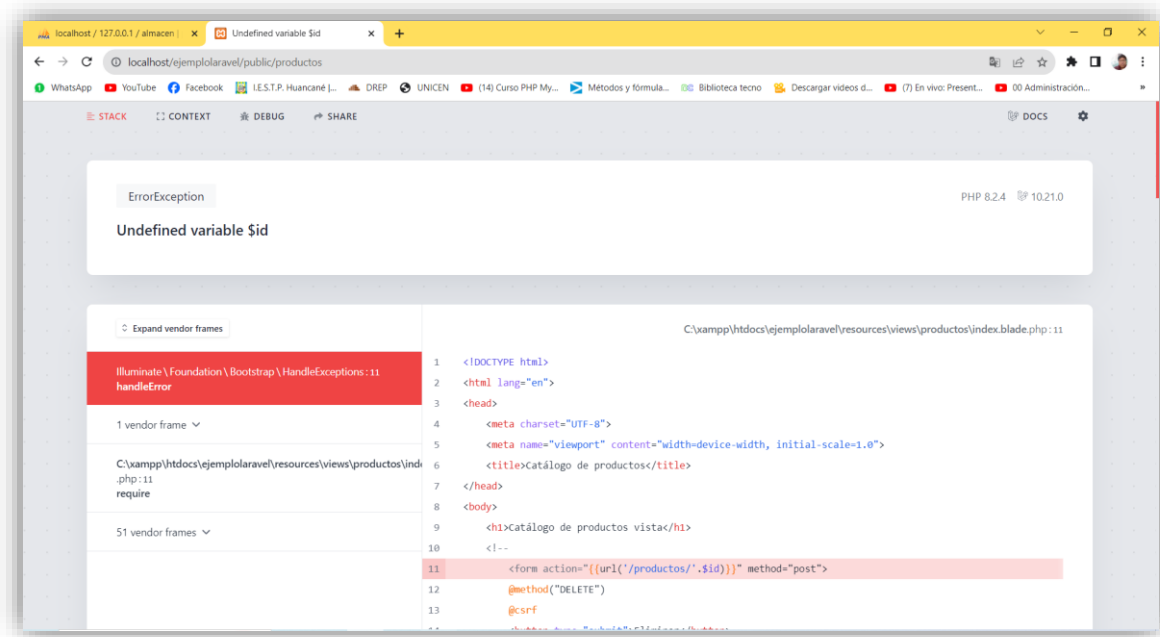 localhost / 127.0.0.1 / almacen |
Undefined variable $id
localhost/ejemplolaravel/public/productos
WhatsApp YouTube Facebook I.E.S.T.P. Huancané |... DREP UNICEN (14) Curso PHP My... Métodos y fórmula... Biblioteca tecno Descargar videos d... (7) En vivo: Present... 00 Administración... »
STACK CONTEXT DEBUG SHARE DOCS
ErrorException
PHP 8.2.4 10.21.0
Undefined variable $id
Expand vendor frames
C:\xampp\htdocs\ejemplolaravel\resources\views\productos\index.blade.php : 11
Illuminate \ Foundation \ Bootstrap \ HandleExceptions : 11
handleError
1 vendor frame
C:\xampp\htdocs\ejemplolaravel\resources\views\productos\inde
.php : 11
require
51 vendor frames
1 <!DOCTYPE html>
2 <html lang="en">
3 <head>
4 <meta charset="UTF-8">
5 <meta name="viewport" content="width=device-width, initial-scale=1.0">
6 <title>Catálogo de productos</title>
7 </head>
8 <body>
9 <h1>Catálogo de productos vista</h1>
10 <!--
11 <form action="{{url('/productos/'.$id)}}" method="post">
12 @method("DELETE")
13 @csrf